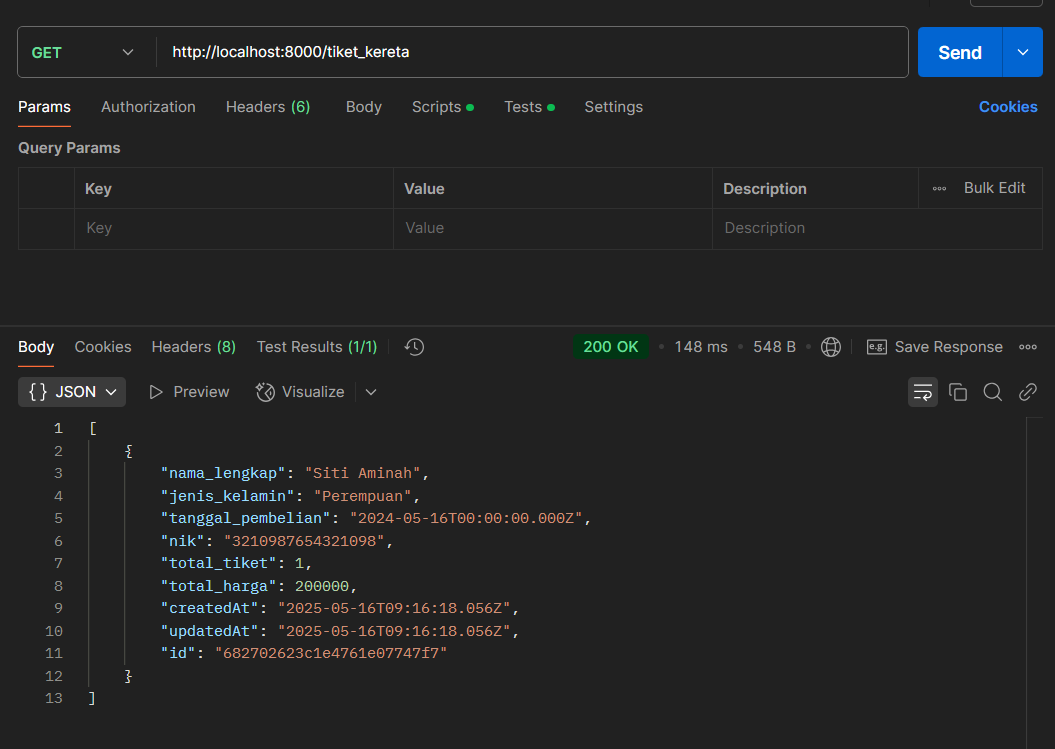 GET http://localhost:8000/tiket_kereta Send
Params Authorization Headers (6) Body Scripts Tests Settings Cookies
Query Params
Key Value Description Bulk Edit
Key Value Description
Body Cookies Headers (8) Test Results (1/1) 200 OK • 148 ms • 548 B • e.g. Save Response
{} JSON Preview Visualize
1 [
2 {
3 "nama_lengkap": "Siti Aminah",
4 "jenis_kelamin": "Perempuan",
5 "tanggal_pembelian": "2024-05-16T00:00:00.000Z",
6 "nik": "3210987654321098",
7 "total_tiket": 1,
8 "total_harga": 200000,
9 "createdAt": "2025-05-16T09:16:18.056Z",
10 "updatedAt": "2025-05-16T09:16:18.056Z",
11 "id": "682702623c1e4761e07747f7"
12 }
13 ]